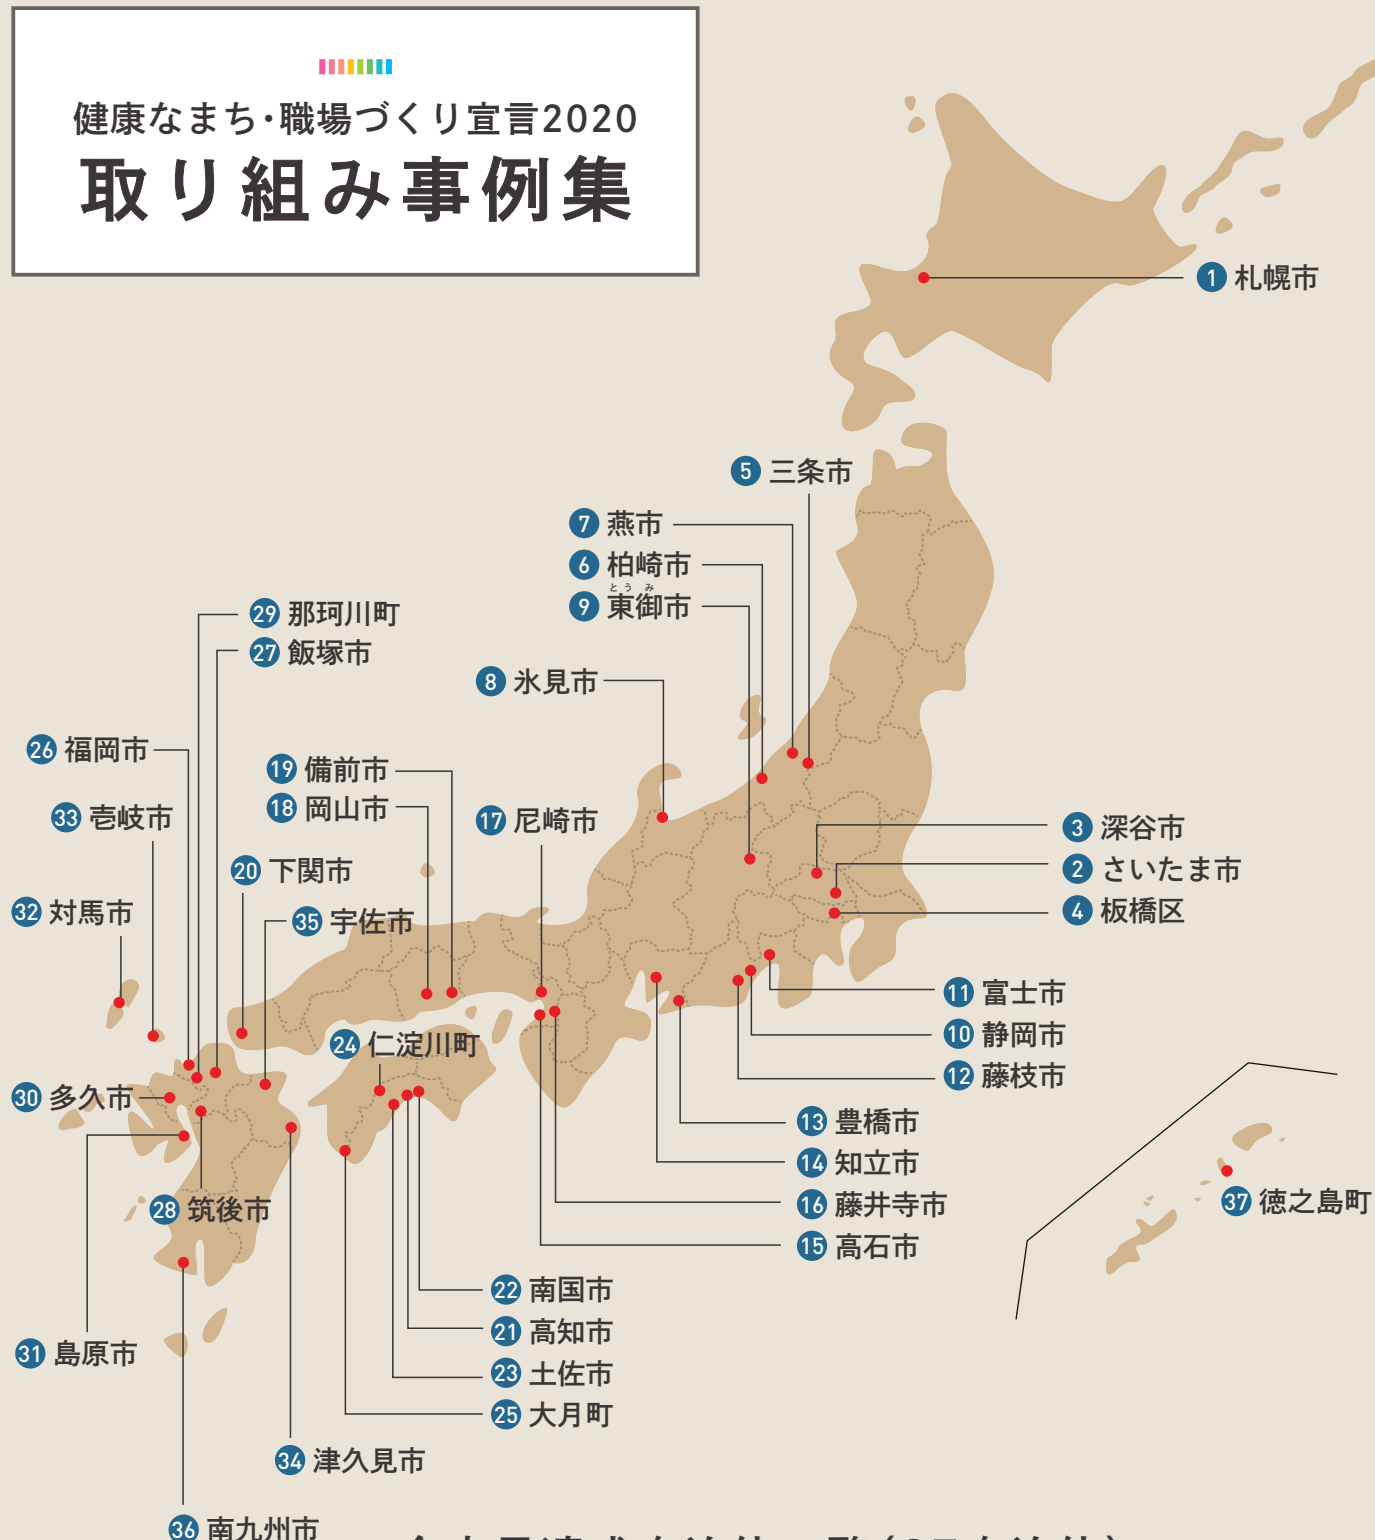 健康なまち・職場づくり宣言2020
取り組み事例集
1 札幌市
5 三条市
7 燕市
6 柏崎市
とうみ
9 東御市
29 那珂川町
27 飯塚市
8 氷見市
26 福岡市
19 備前市
18 岡山市
33 壱岐市
17 尼崎市
3 深谷市
2 さいたま市
4 板橋区
20 下関市
32 対馬市
35 宇佐市
11 富士市
10 静岡市
12 藤枝市
24 仁淀川町
30 多久市
13 豊橋市
14 知立市
16 藤井寺市
15 高石市
28 筑後市
37 徳之島町
22 南国市
21 高知市
23 土佐市
25 大月町
31 島原市
34 津久見市
36 南九州市